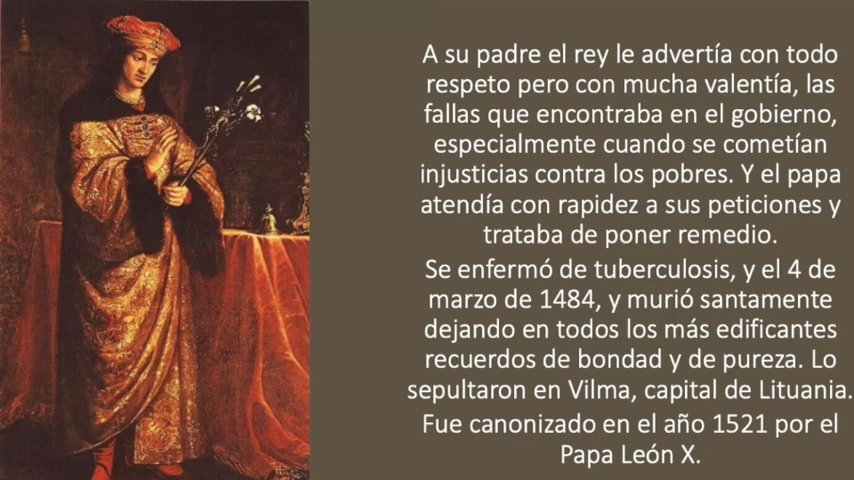 A su padre el rey le advertía con todo
respeto pero con mucha valentía, las
fallas que encontraba en el gobierno,
especialmente cuando se cometían
injusticias contra los pobres. Y el papa
atendía con rapidez a sus peticiones y
trataba de poner remedio.
Se enfermó de tuberculosis, y el 4 de
marzo de 1484, y murió santamente
dejando en todos los más edificantes
recuerdos de bondad y de pureza. Lo
sepultaron en Vilma, capital de Lituania.
Fue canonizado en el año 1521 por el
Papa León X.